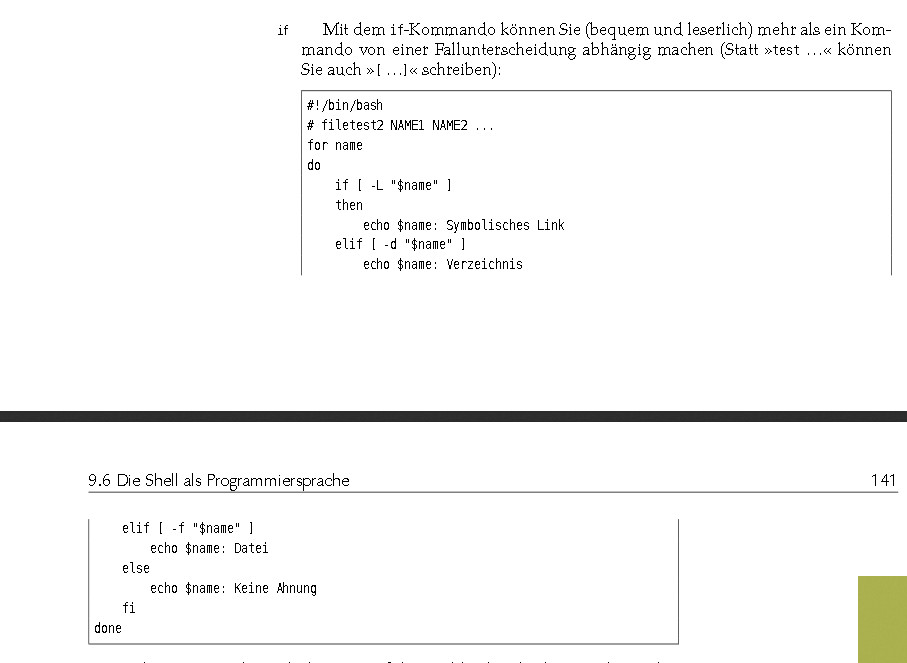 if Mit dem if-Kommando können Sie (bequem und leserlich) mehr als ein Kom-
mando von einer Fallunterscheidung abhängig machen (Statt »test …« können
Sie auch »[ …]« schreiben):
#!/bin/bash
# filetest2 NAME1 NAME2 ...
for name
do
    if [ -L "$name" ]
    then
        echo $name: Symbolisches Link
    elif [ -d "$name" ]
        echo $name: Verzeichnis
9.6 Die Shell als Programmiersprache 141
    elif [ -f "$name" ]
        echo $name: Datei
    else
        echo $name: Keine Ahnung
    fi
done